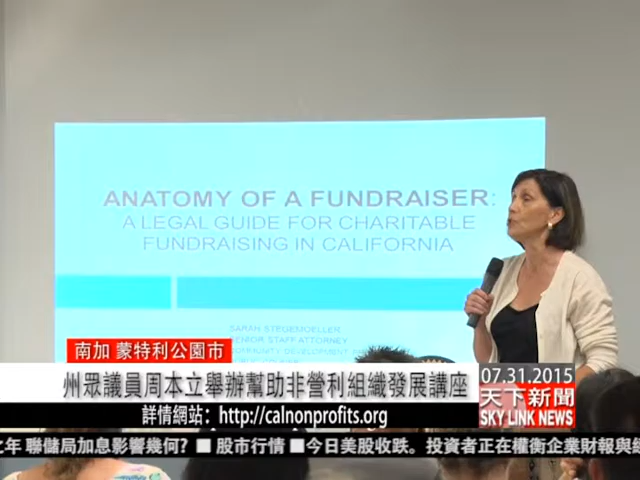 ANATOMY OF A FUNDRAISER:
A LEGAL GUIDE FOR CHARITABLE
FUNDRAISING IN CALIFORNIA
SARAH STEGEMOELLER
SENIOR STAFF ATTORNEY
COMMUNITY DEVELOPMENT
南加 蒙特利公園市
州眾議員周本立舉辦幫助非營利組織發展講座
詳情網站：http://calnonprofits.org
07.31.2015
天下新聞
SKY LINK NEWS
之年 聯儲局加息影響幾何? ■ 股市行情 ■今日美股收跌。投資者正在權衡企業財報與經